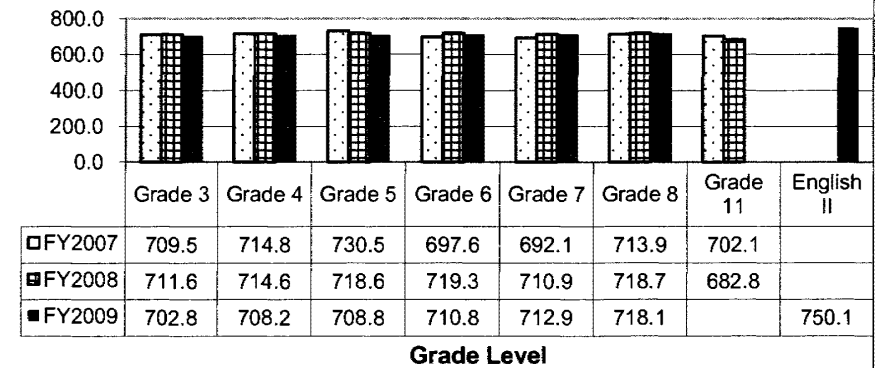 800.0
600.0
400.0
200.0
0.0
Grade 3 Grade 4 Grade 5 Grade 6 Grade 7 Grade 8 Grade 11 English II
FY2007 709.5 714.8 730.5 697.6 692.1 713.9 702.1
FY2008 711.6 714.6 718.6 719.3 710.9 718.7 682.8
FY2009 702.8 708.2 708.8 710.8 712.9 718.1 750.1
Grade Level